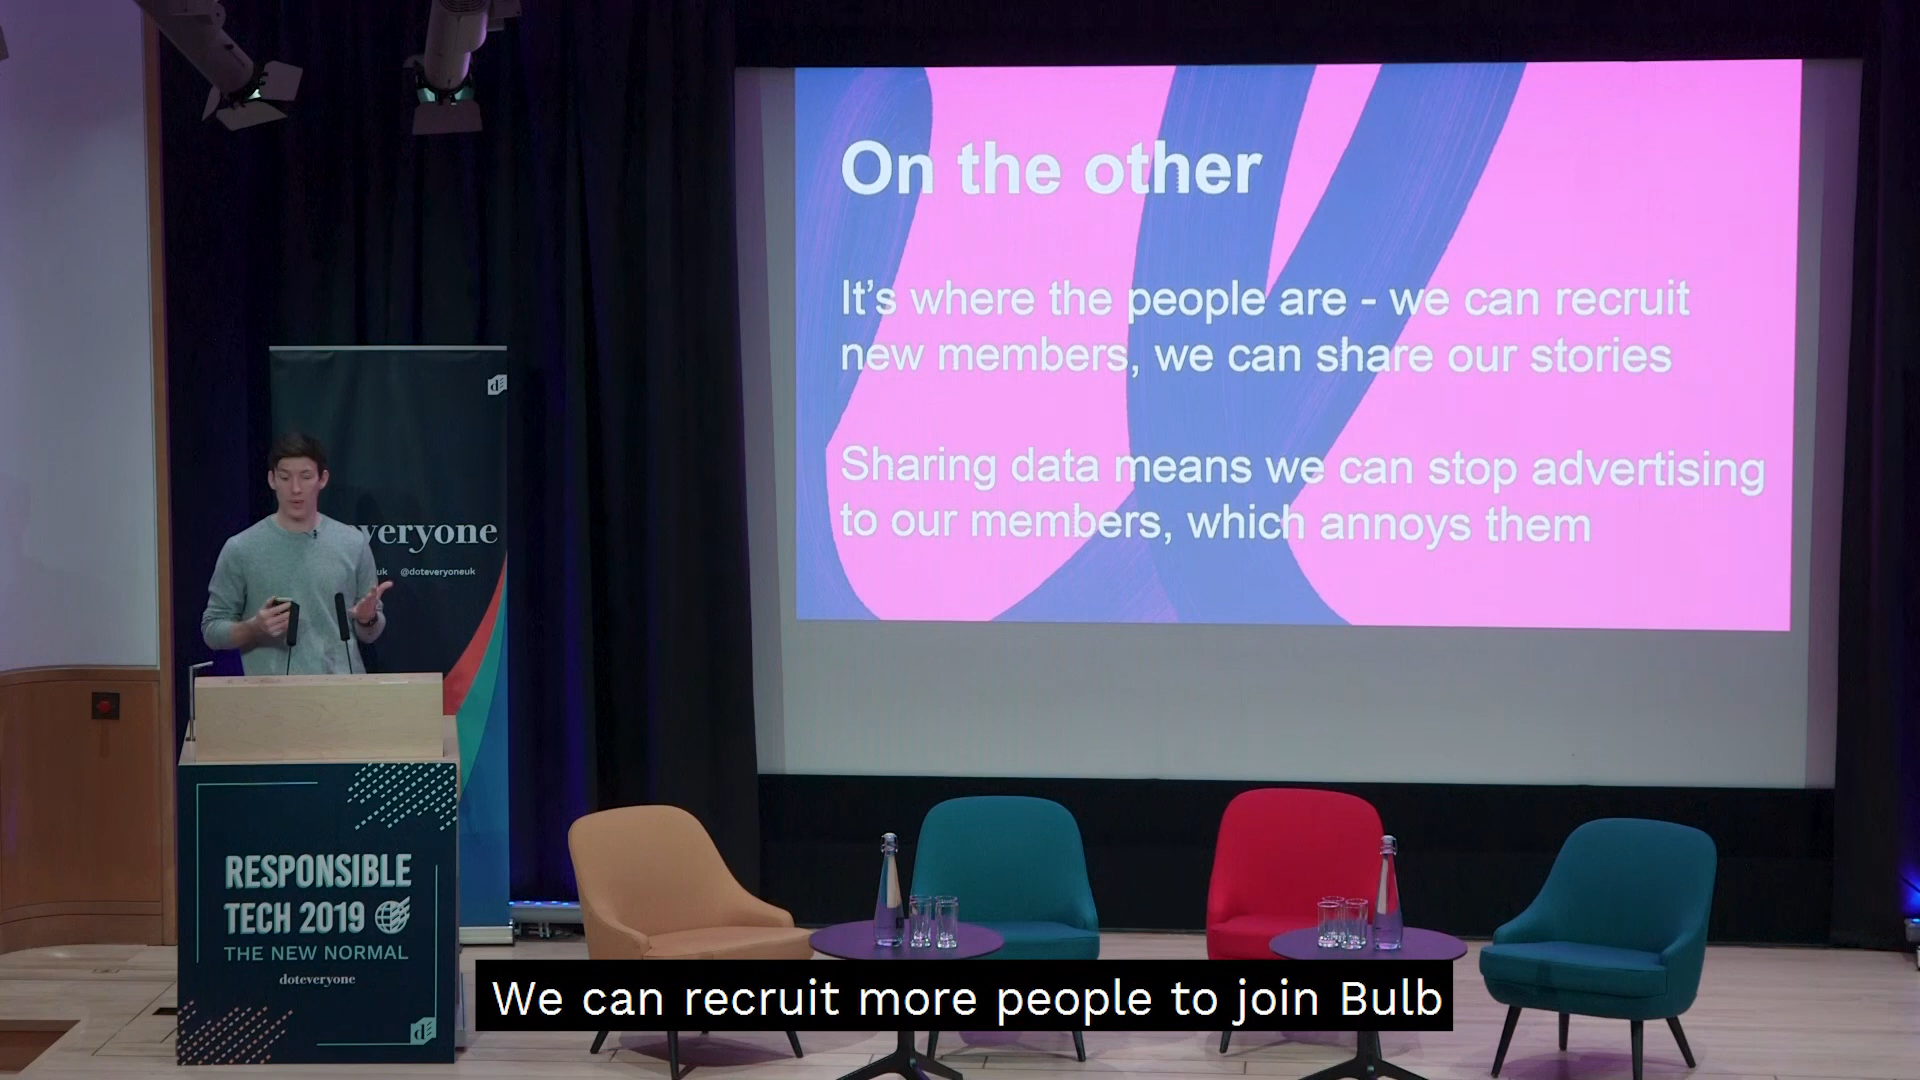 On the other
It's where the people are - we can recruit
new members, we can share our stories
Sharing data means we can stop advertising
to our members, which annoys them
d
veryone
uk @doteveryoneuk
RESPONSIBLE
TECH 2019
THE NEW NORMAL
doteveryone
d
We can recruit more people to join Bulb